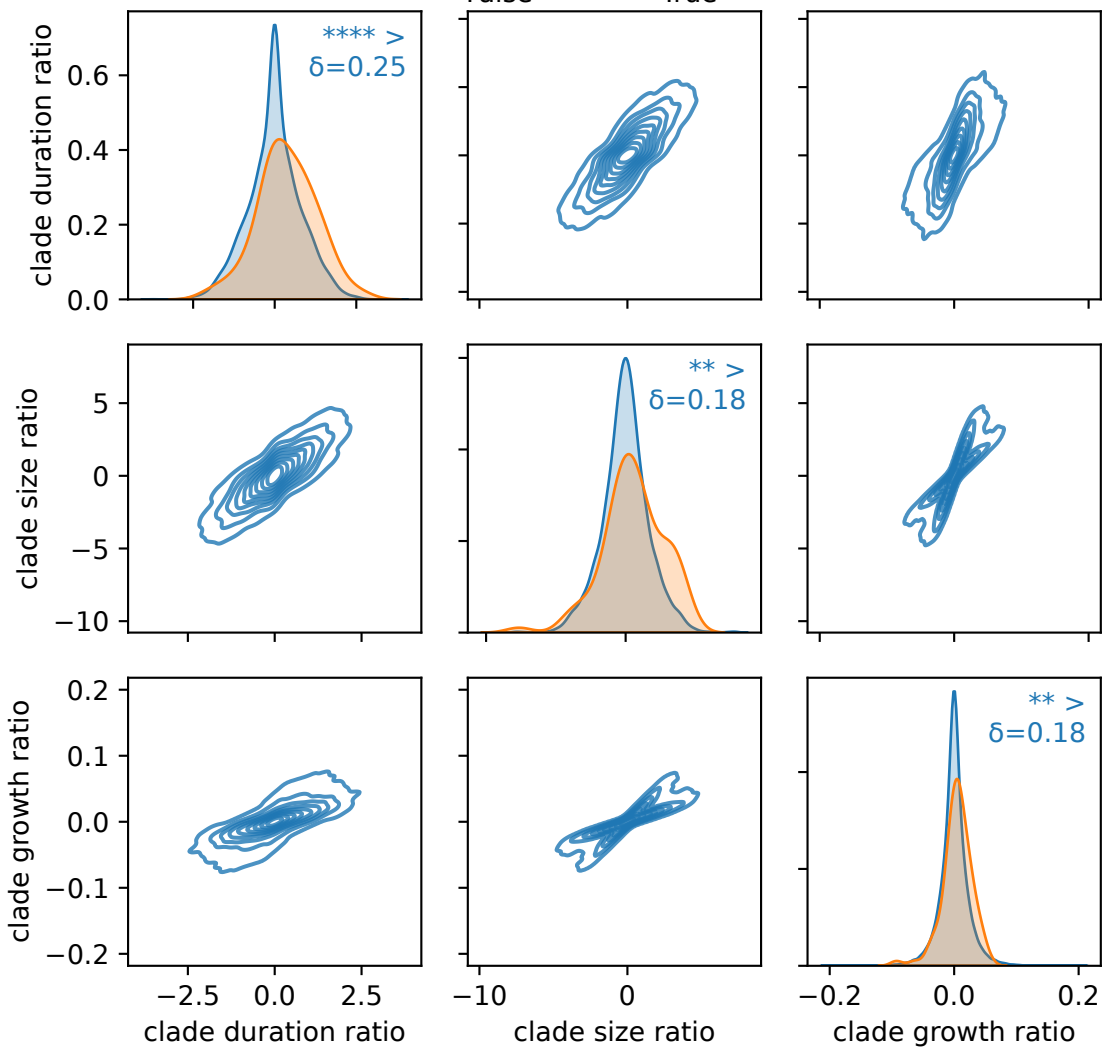 clade duration ratio
0.6
0.4
0.2
0.0
**** >
δ=0.25
clade size ratio
5
0
−5
−10
** >
δ=0.18
clade growth ratio
0.2
0.1
0.0
−0.1
−0.2
** >
δ=0.18
−2.5 0.0 2.5
−10 0
−0.2 0.0 0.2
clade duration ratio
clade size ratio
clade growth ratio